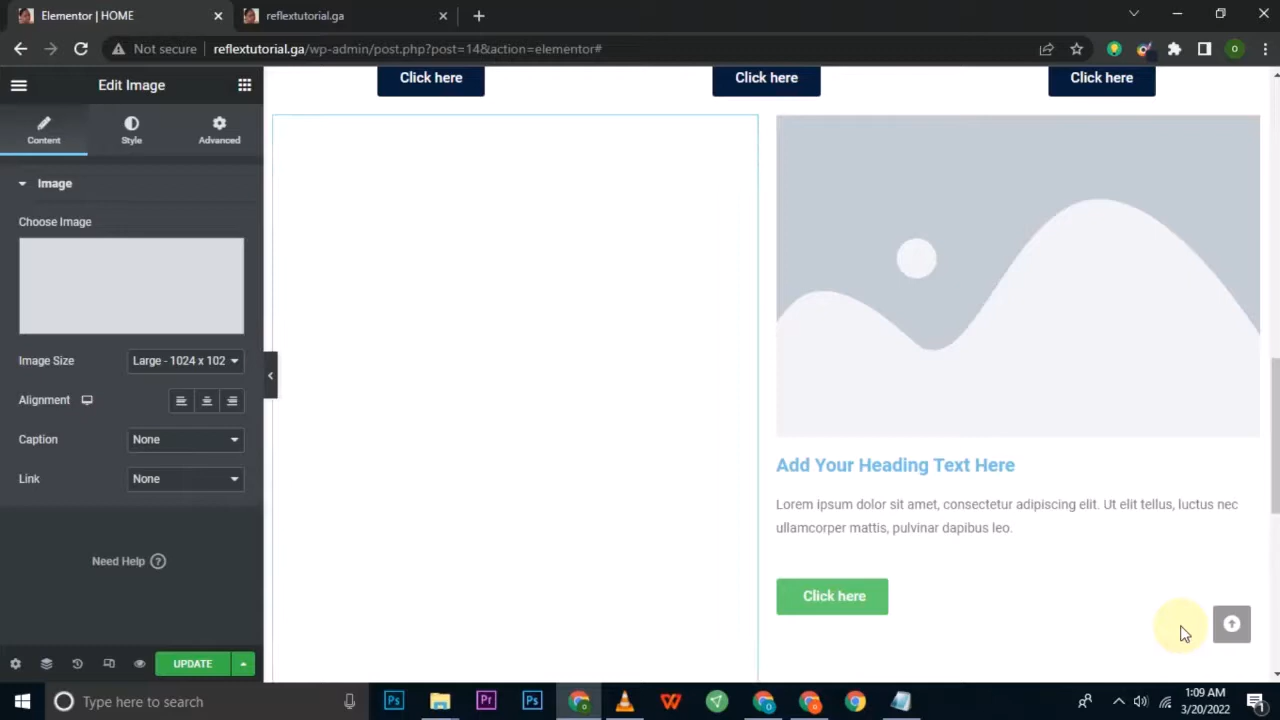 Elementor | HOME
reflextutorial.ga
Not secure
reflextutorial.ga/wp-admin/post.php?post=14&action=elementor#
O
Edit Image
Content
Style
Advanced
Image
Choose Image
Image Size
Large - 1024 x 102
Alignment
Caption
None
Link
None
Need Help ?
UPDATE
Click here
Click here
Click here
Add Your Heading Text Here
Lorem ipsum dolor sit amet, consectetur adipiscing elit. Ut elit tellus, luctus nec
ullamcorper mattis, pulvinar dapibus leo.
Click here
Type here to search
Ps
Pr
Ps
1:09 AM
3/20/2022
1